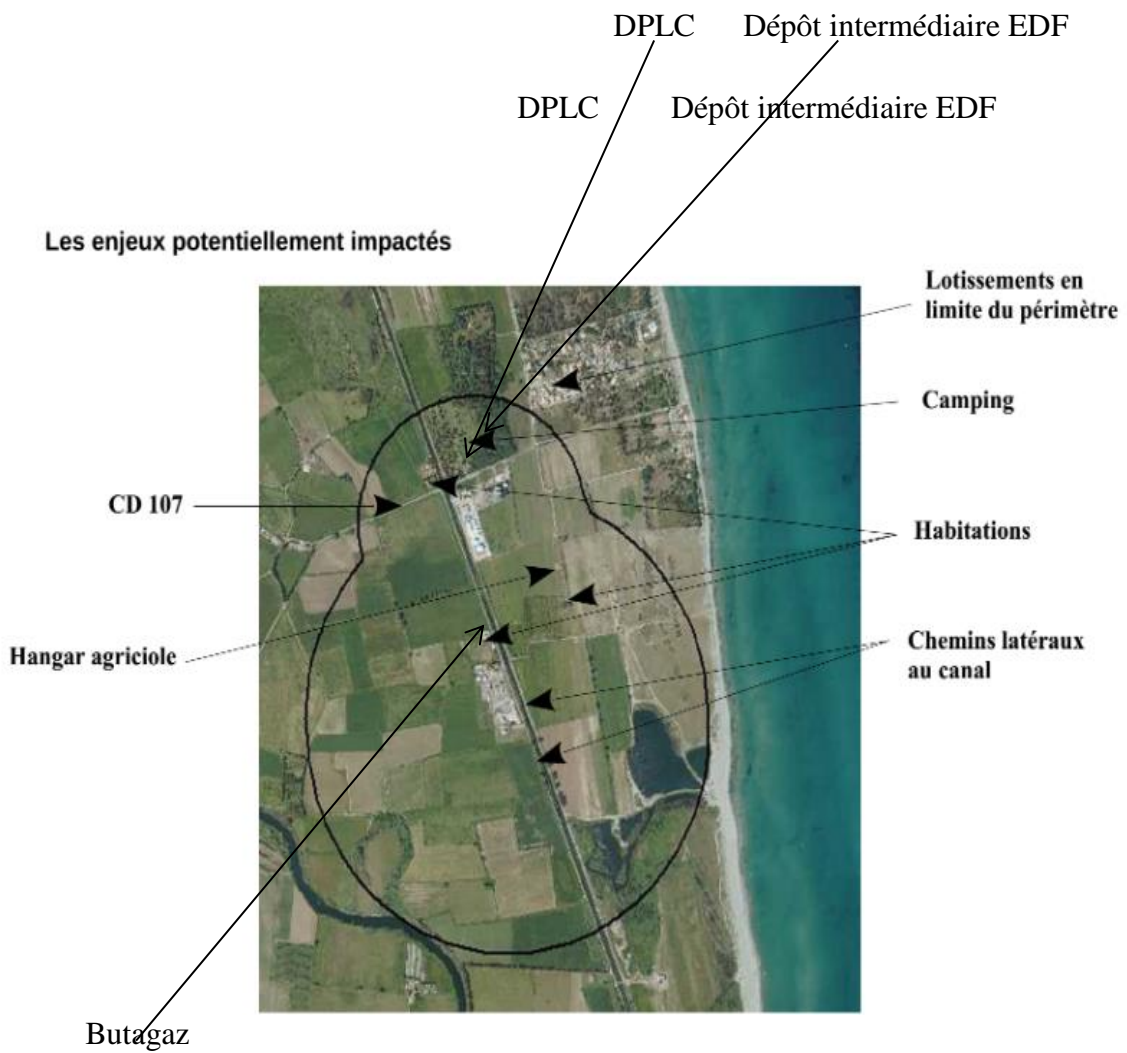 DPLC Dépôt intermédiaire EDF
DPLC Dépôt intermédiaire EDF
Les enjeux potentiellement impactés
Lotissements en
limite du périmètre
Camping
CD 107
Habitations
Hangar agriciole
Chemins latéraux
au canal
Butagaz